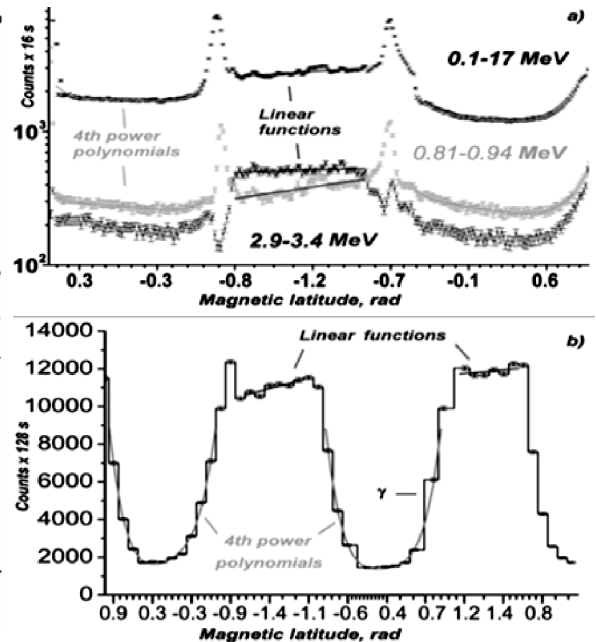 a)
Counts x 16 s
0.1-17 MeV
Linear
functions
10³
4th power
polynomials
0.81-0.94 MeV
2.9-3.4 MeV
10²
0.3 -0.3 -0.8 -1.2 -0.7 -0.1 0.6
Magnetic latitude, rad
14000
Linear functions
b)
12000
10000
Counts x 128 s
8000
γ
6000
4000
4th power
polynomials
2000
0
0.9 0.3 -0.3 -0.9 -1.4 -1.1 -0.6 0.4 0.7 1.2 1.4 0.8
Magnetic latitude, rad